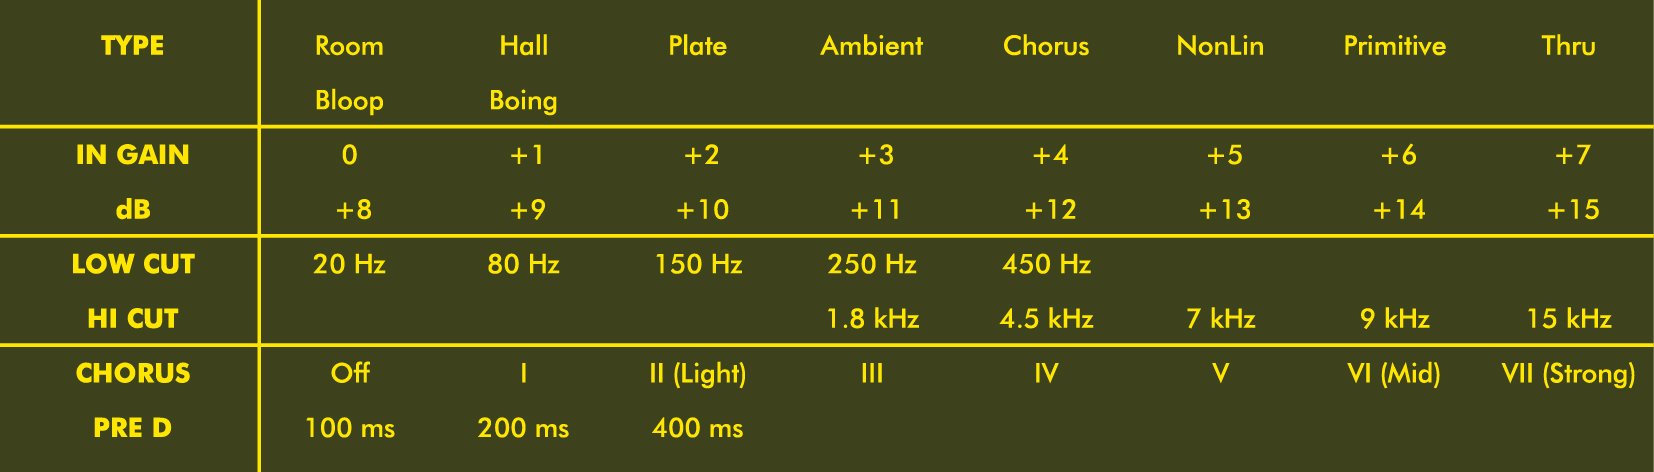 TYPE Room Hall Plate Ambient Chorus NonLin Primitive Thru
Bloop Boing
IN GAIN 0 +1 +2 +3 +4 +5 +6 +7
dB +8 +9 +10 +11 +12 +13 +14 +15
LOW CUT 20 Hz 80 Hz 150 Hz 250 Hz 450 Hz
HI CUT 1.8 kHz 4.5 kHz 7 kHz 9 kHz 15 kHz
CHORUS Off I II (Light) III IV V VI (Mid) VII (Strong)
PRE D 100 ms 200 ms 400 ms